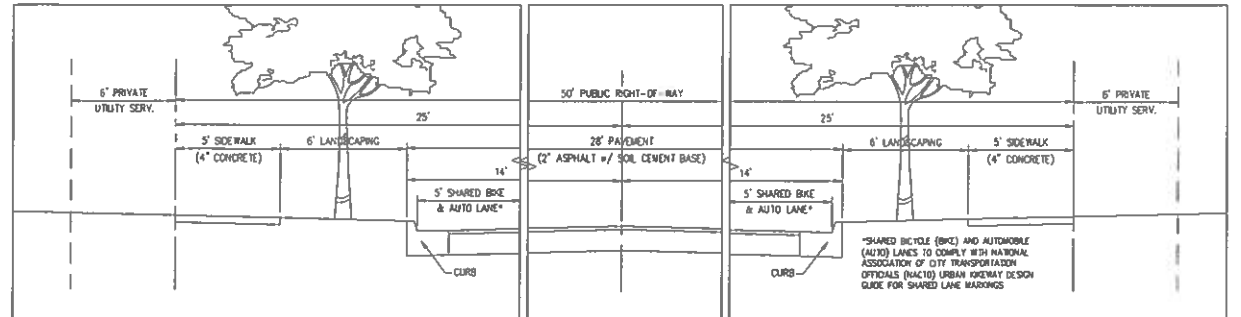 6' PRIVATE
UTILITY SERV.
50' PUBLIC RIGHT-OF-WAY
6' PRIVATE
UTILITY SERV.
25'
25'
5' SIDEWALK
(4" CONCRETE)
6' LANDSCAPING
28' PAVEMENT
(2" ASPHALT w/ SOIL CEMENT BASE)
6' LANDSCAPING
5' SIDEWALK
(4" CONCRETE)
14'
14'
5' SHARED BIKE
& AUTO LANE*
5' SHARED BIKE
& AUTO LANE*
CURB
CURB
*SHARED BICYCLE (BIKE) AND AUTOMOBILE
(AUTO) LANES TO COMPLY WITH NATIONAL
ASSOCIATION OF CITY TRANSPORTATION
OFFICIALS (NACTO) URBAN BIKEWAY DESIGN
GUIDE FOR SHARED LANE MARKINGS